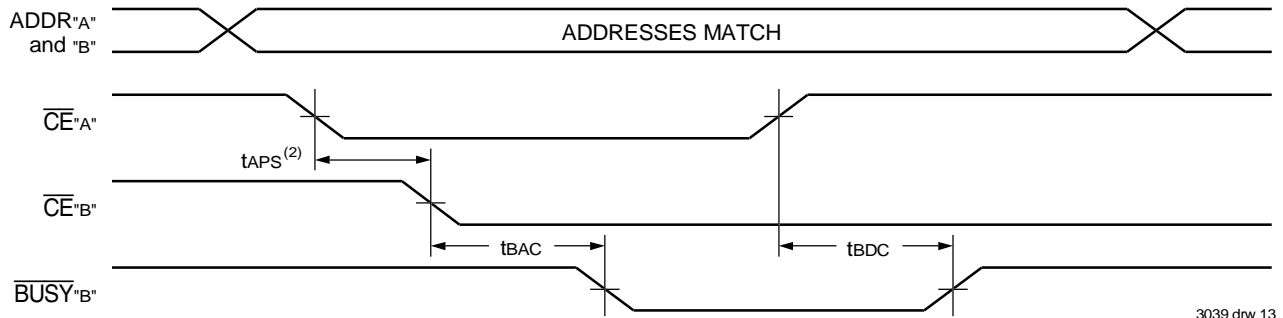 ADDR"A"
and "B"
ADDRESSES MATCH
CE"A"
tAPS(2)
CE"B"
tBAC
tBDC
BUSY"B"
3039 drw 13